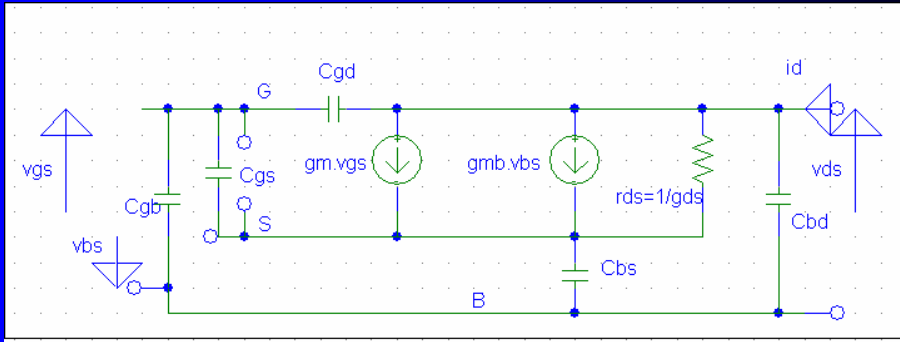 Cgd
id
G
vgs
Cgs
gm.vgs
gmb.vbs
vds
rds=1/gds
Cgb
S
Cbd
vbs
Cbs
B